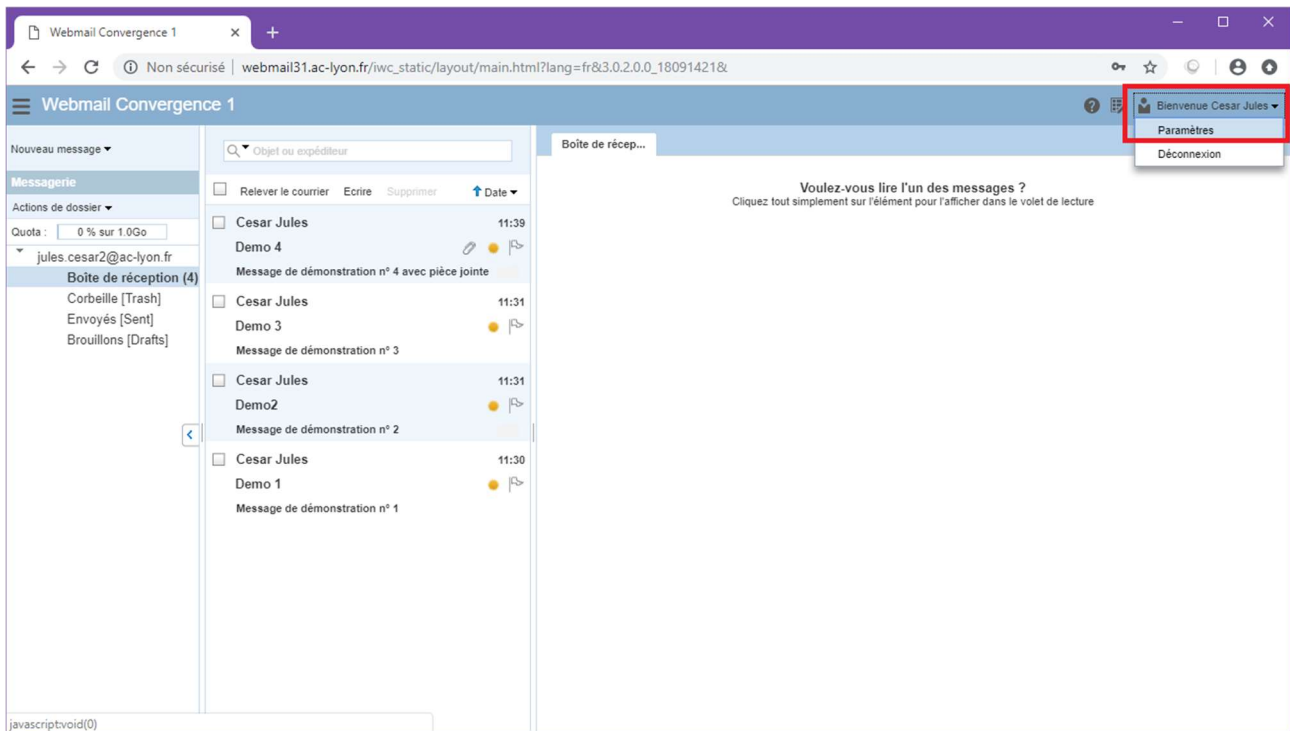 Webmail Convergence 1
Non sécurisé | webmail31.ac-lyon.fr/iwc_static/layout/main.html?lang=fr&3.0.2.0.0_18091421&
Webmail Convergence 1
Bienvenue Cesar Jules
Paramètres
Déconnexion
Nouveau message
Messagerie
Actions de dossier
Quota : 0 % sur 1.0Go
jules.cesar2@ac-lyon.fr
Boîte de réception (4)
Corbeille [Trash]
Envoyés [Sent]
Brouillons [Drafts]
Objet ou expéditeur
Relever le courrier Ecrire Supprimer Date
Cesar Jules 11:39
Demo 4
Message de démonstration n° 4 avec pièce jointe
Cesar Jules 11:31
Demo 3
Message de démonstration n° 3
Cesar Jules 11:31
Demo2
Message de démonstration n° 2
Cesar Jules 11:30
Demo 1
Message de démonstration n° 1
Boîte de récep...
Voulez-vous lire l'un des messages ?
Cliquez tout simplement sur l'élément pour l'afficher dans le volet de lecture
javascript:void(0)